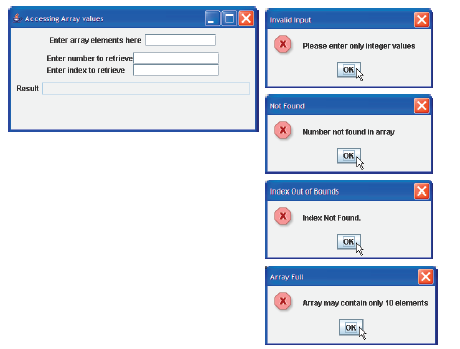 Accessing Array values
Enter array elements here
Enter number to retrieve
Enter index to retrieve
Result
Invalid Input
Please enter only integer values
OK
Not Found
Number not found in array
OK
Index Out of Bounds
Index Not Found.
OK
Array Full
Array may contain only 10 elements
OK